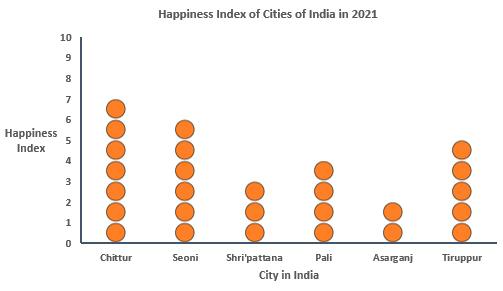 Happiness Index of Cities of India in 2021
10
9
8
7
6
5
4
3
2
1
0
Happiness
Index
Chittur Seoni Shri'pattana Pali Asarganj Tiruppur
City in India